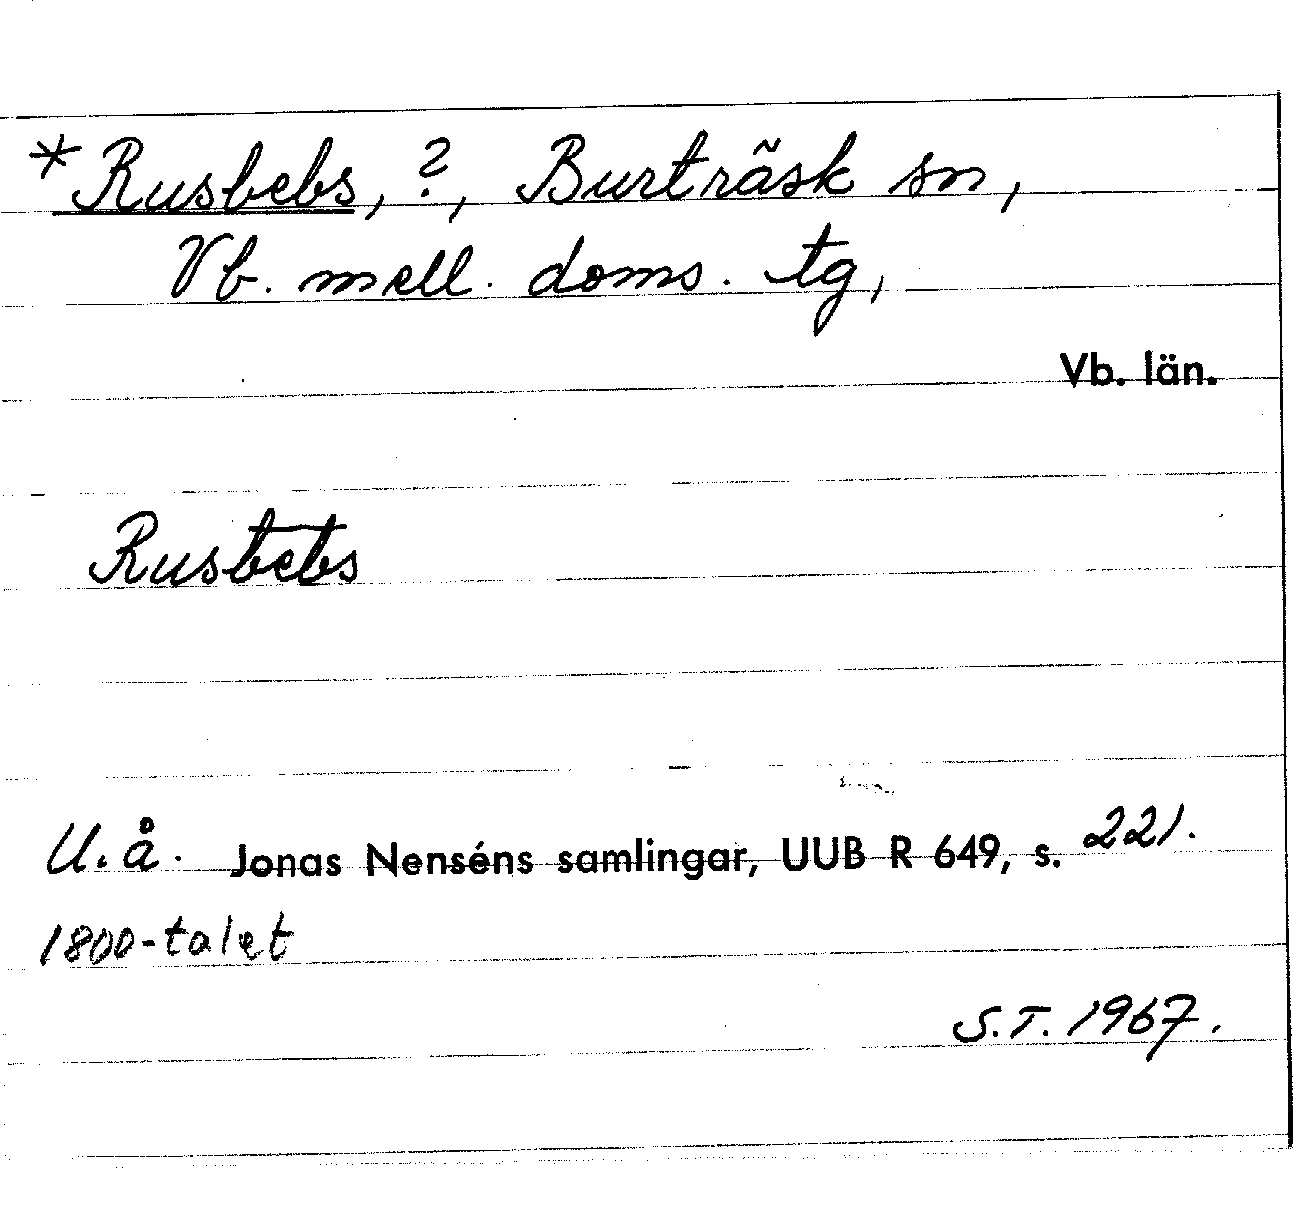 *Rusbebs, ?, Burträsk sn,
Vb. mell. doms. tg,
Vb. län.
Rusbebs
U.å. Jonas Nenséns samlingar, UUB R 649, s. 221.
1800-talet
S.T. 1967.